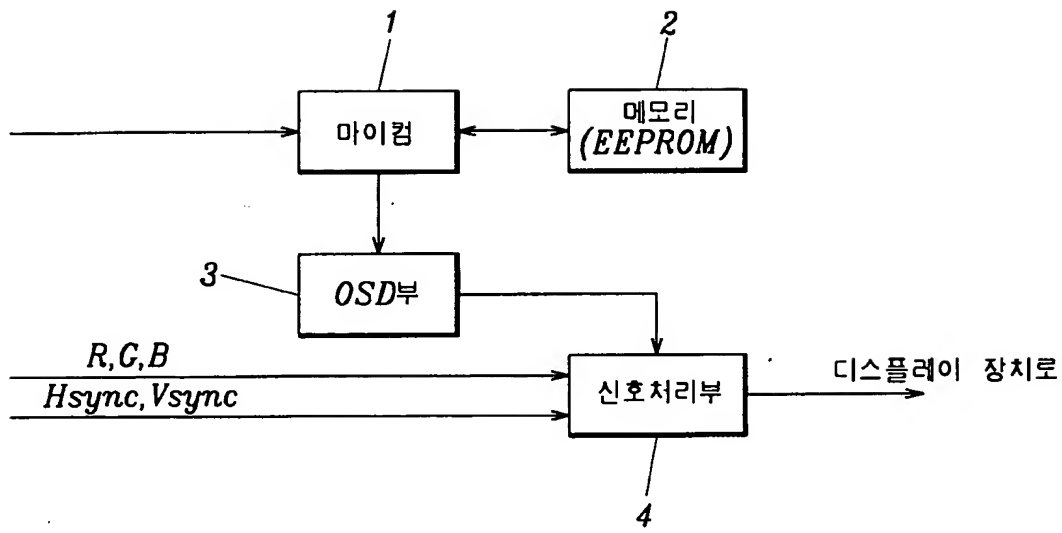 1
2
마이컴
메모리
(EEPROM)
3
OSD부
R,G,B
Hsync,Vsync
신호처리부
디스플레이 장치로
4